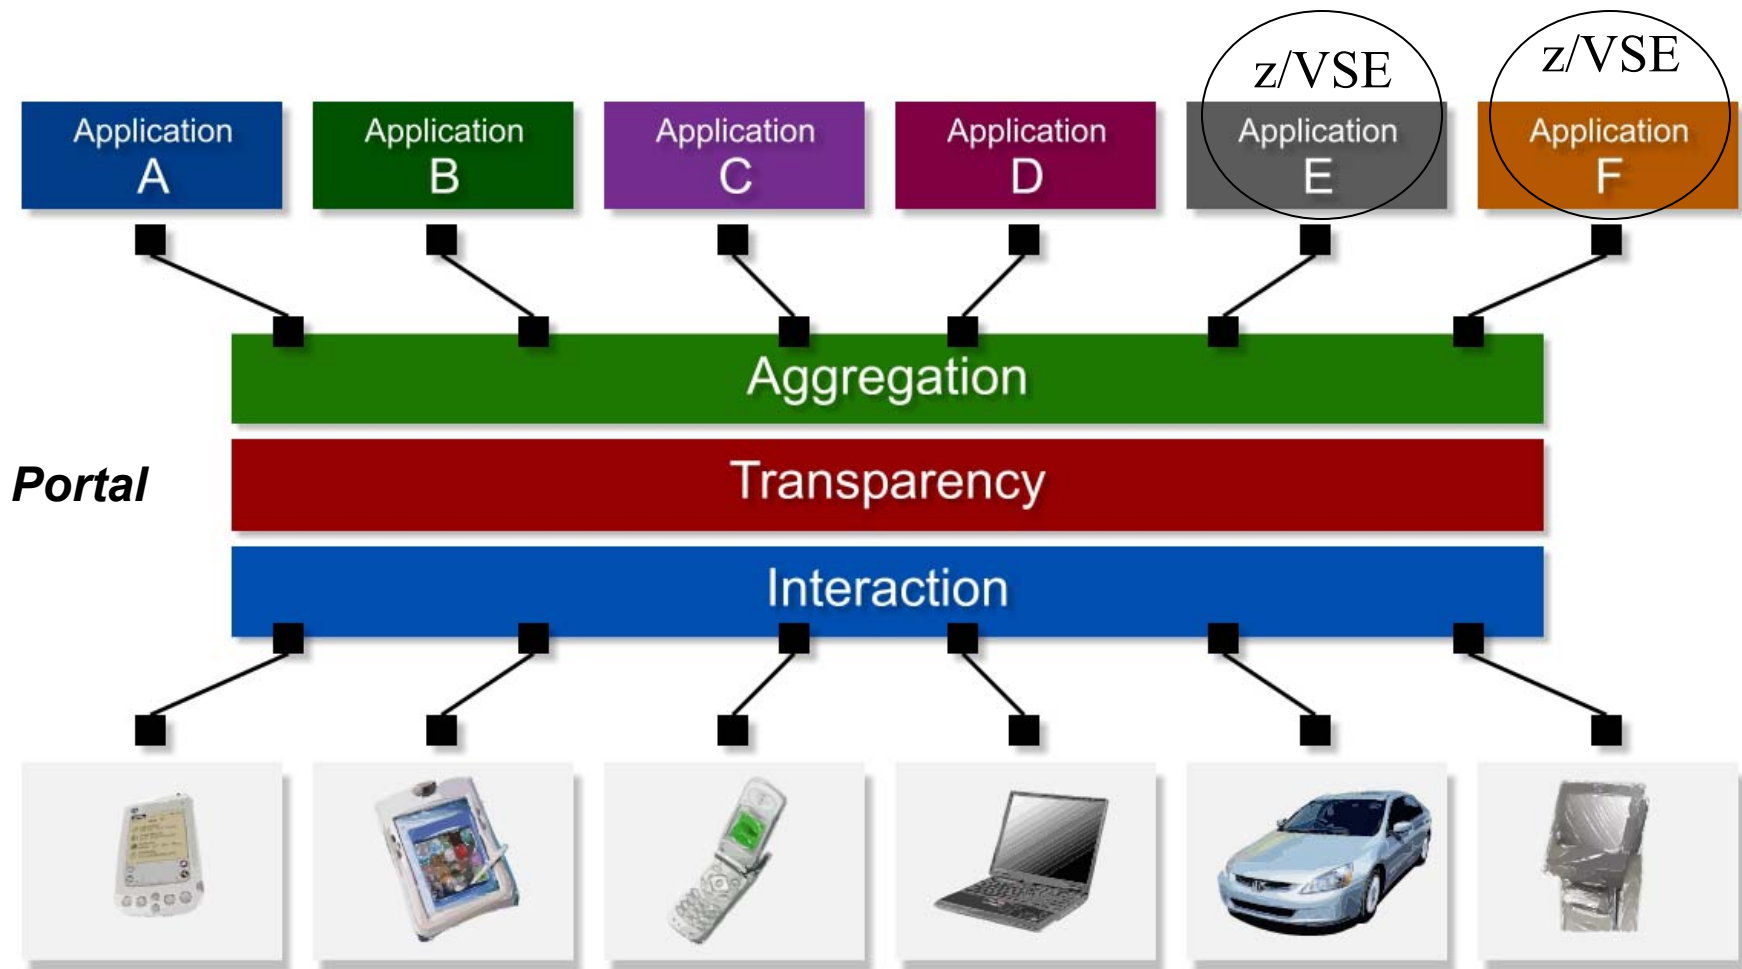 z/VSE
z/VSE
Application
A
Application
B
Application
C
Application
D
Application
E
Application
F
Aggregation
Portal
Transparency
Interaction